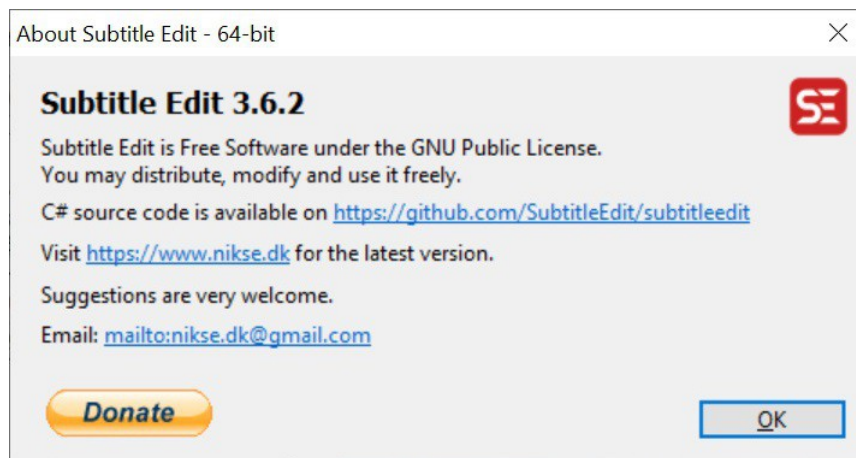 About Subtitle Edit - 64-bit
Subtitle Edit 3.6.2
SE
Subtitle Edit is Free Software under the GNU Public License.
You may distribute, modify and use it freely.
C# source code is available on https://github.com/SubtitleEdit/subtitleedit
Visit https://www.nikse.dk for the latest version.
Suggestions are very welcome.
Email: mailto:nikse.dk@gmail.com
Donate
OK